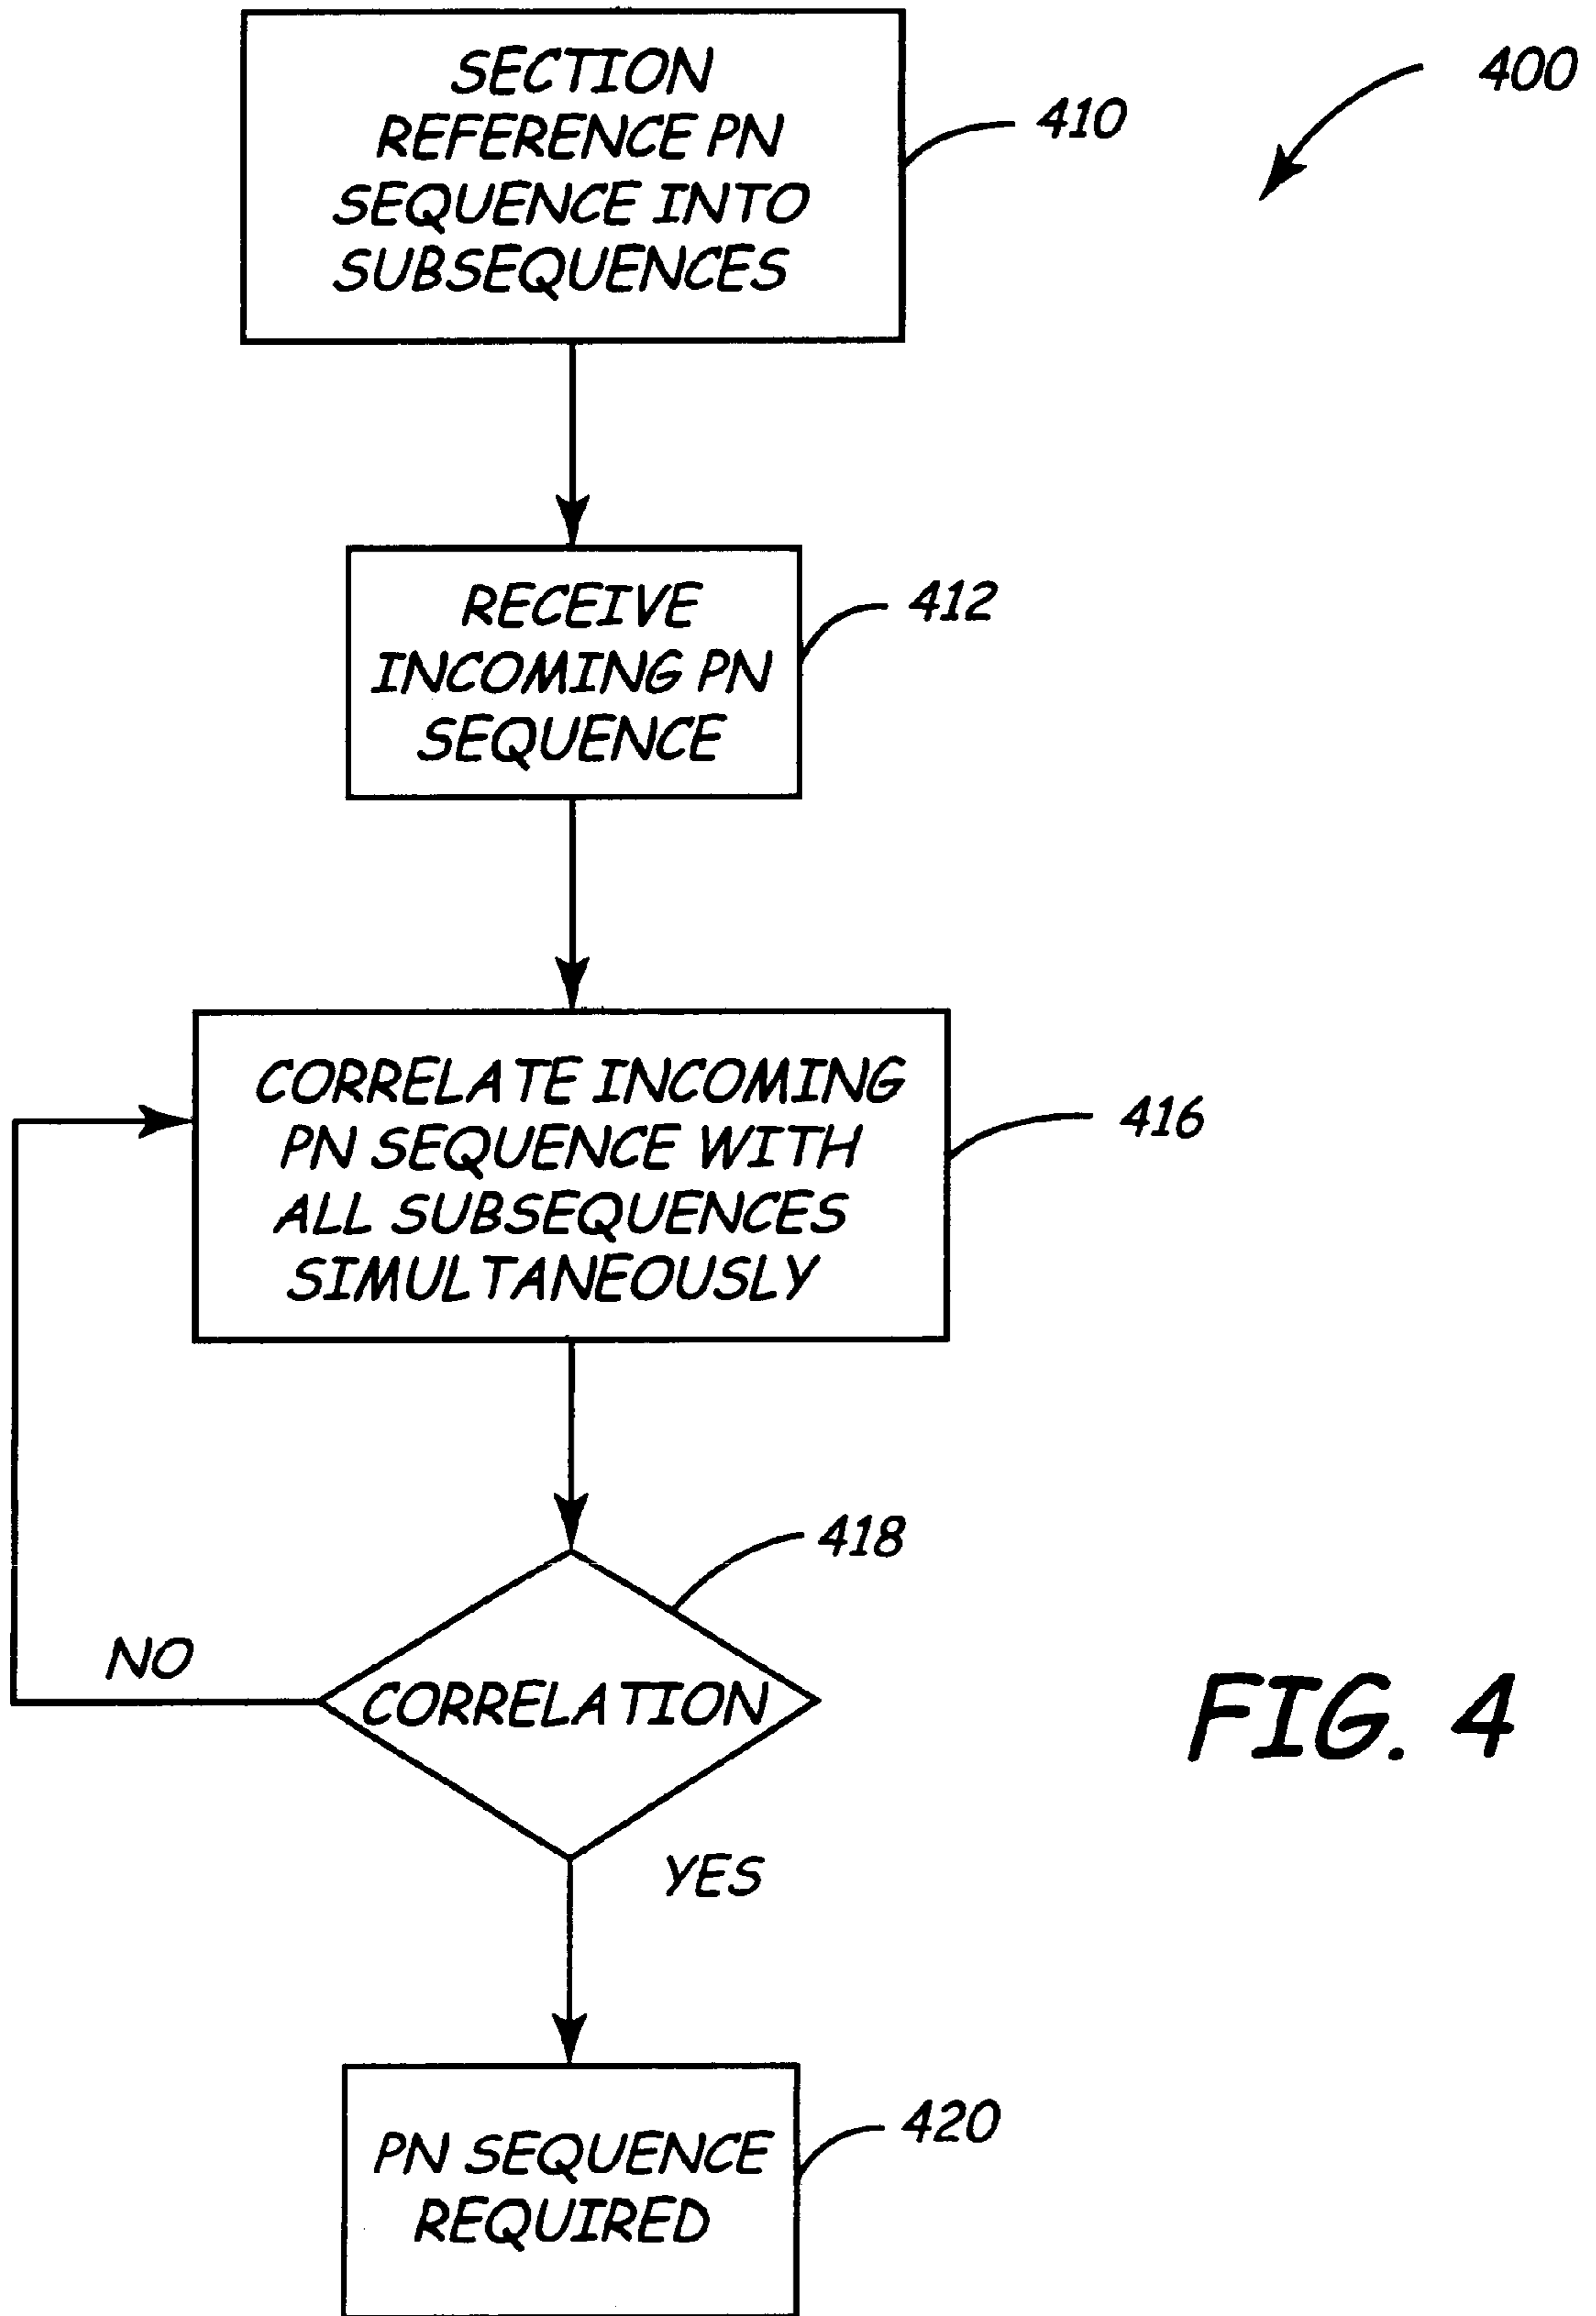 SECTION
REFERENCE PN
SEQUENCE INTO
SUBSEQUENCES
410
400
RECEIVE
INCOMING PN
SEQUENCE
412
CORRELATE INCOMING
PN SEQUENCE WITH
ALL SUBSEQUENCES
SIMULTANEOUSLY
416
418
NO
CORRELATION
YES
FIG. 4
PN SEQUENCE
REQUIRED
420